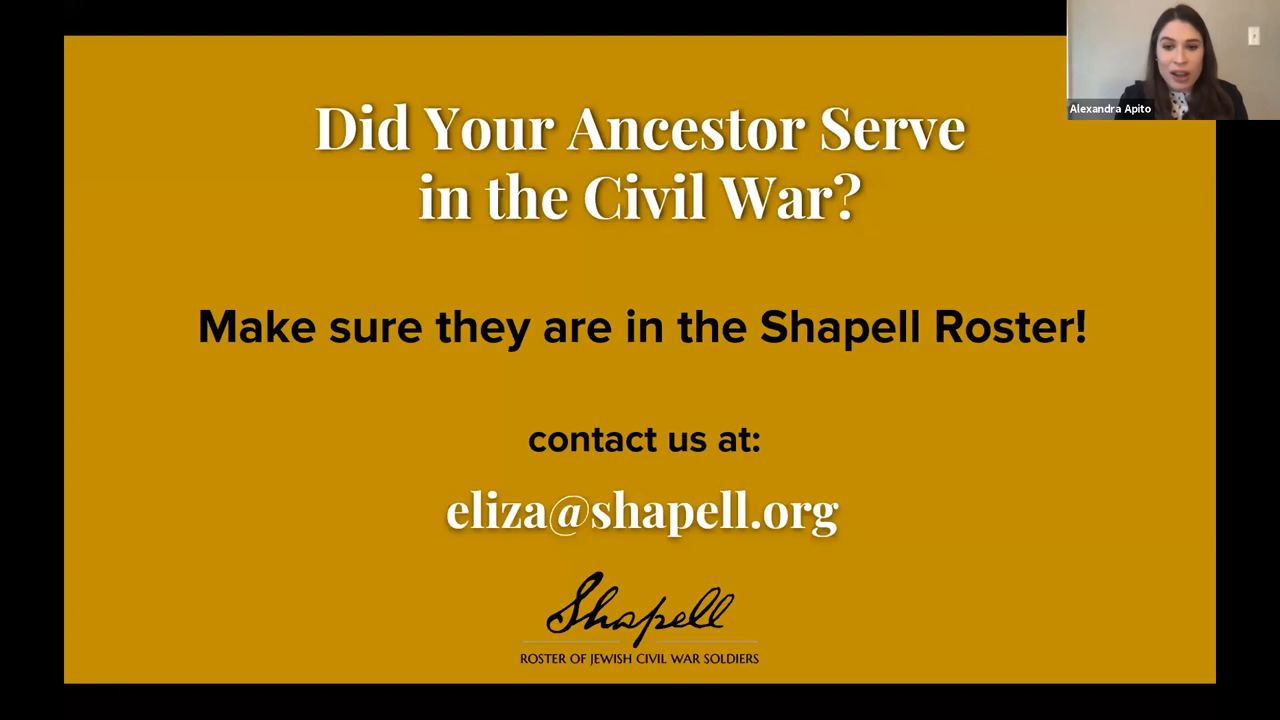 Did Your Ancestor Serve
in the Civil War?
Make sure they are in the Shapell Roster!
contact us at:
eliza@shapell.org
Shapell
ROSTER OF JEWISH CIVIL WAR SOLDIERS
Alexandra Apito